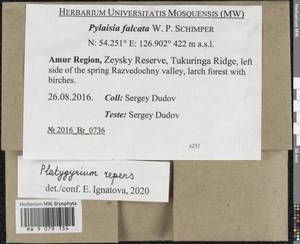 HERBARIUM UNIVERSITATIS MOSQUENSIS (MW)
Pylaisia falcata W. P. SCHIMPER
N: 54.251° E: 126.902° 422 m a.s.l.
Amur Region, Zeysky Reserve, Tukuringra Ridge, left
side of the spring Razvedochny valley, larch forest with
birches.
26.08.2016. Coll: Sergey Dudov
Teste: Sergey Dudov
№ 2016_Br_0736
s232
Platygyrium repens
det./conf. E. Ignatova, 2020
Herbarium MW, Bryophyta
MW 9 079 154